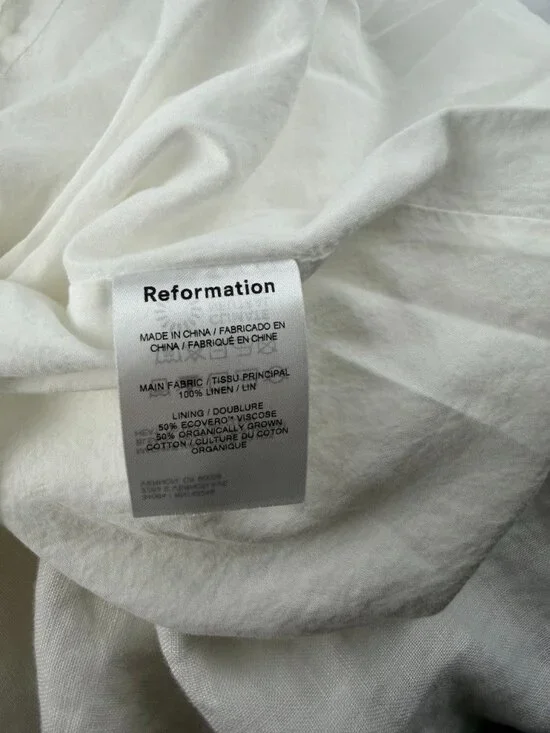 Reformation
MADE IN CHINA / FABRICADO EN
CHINA / FABRIQUÉ EN CHINE
MAIN FABRIC / TISSU PRINCIPAL
100% LINEN / LIN
LINING / DOUBLURE
50% ECOVERO™ VISCOSE
50% ORGANICALLY GROWN
COTTON / CULTURE DU COTON
ORGANIQUE